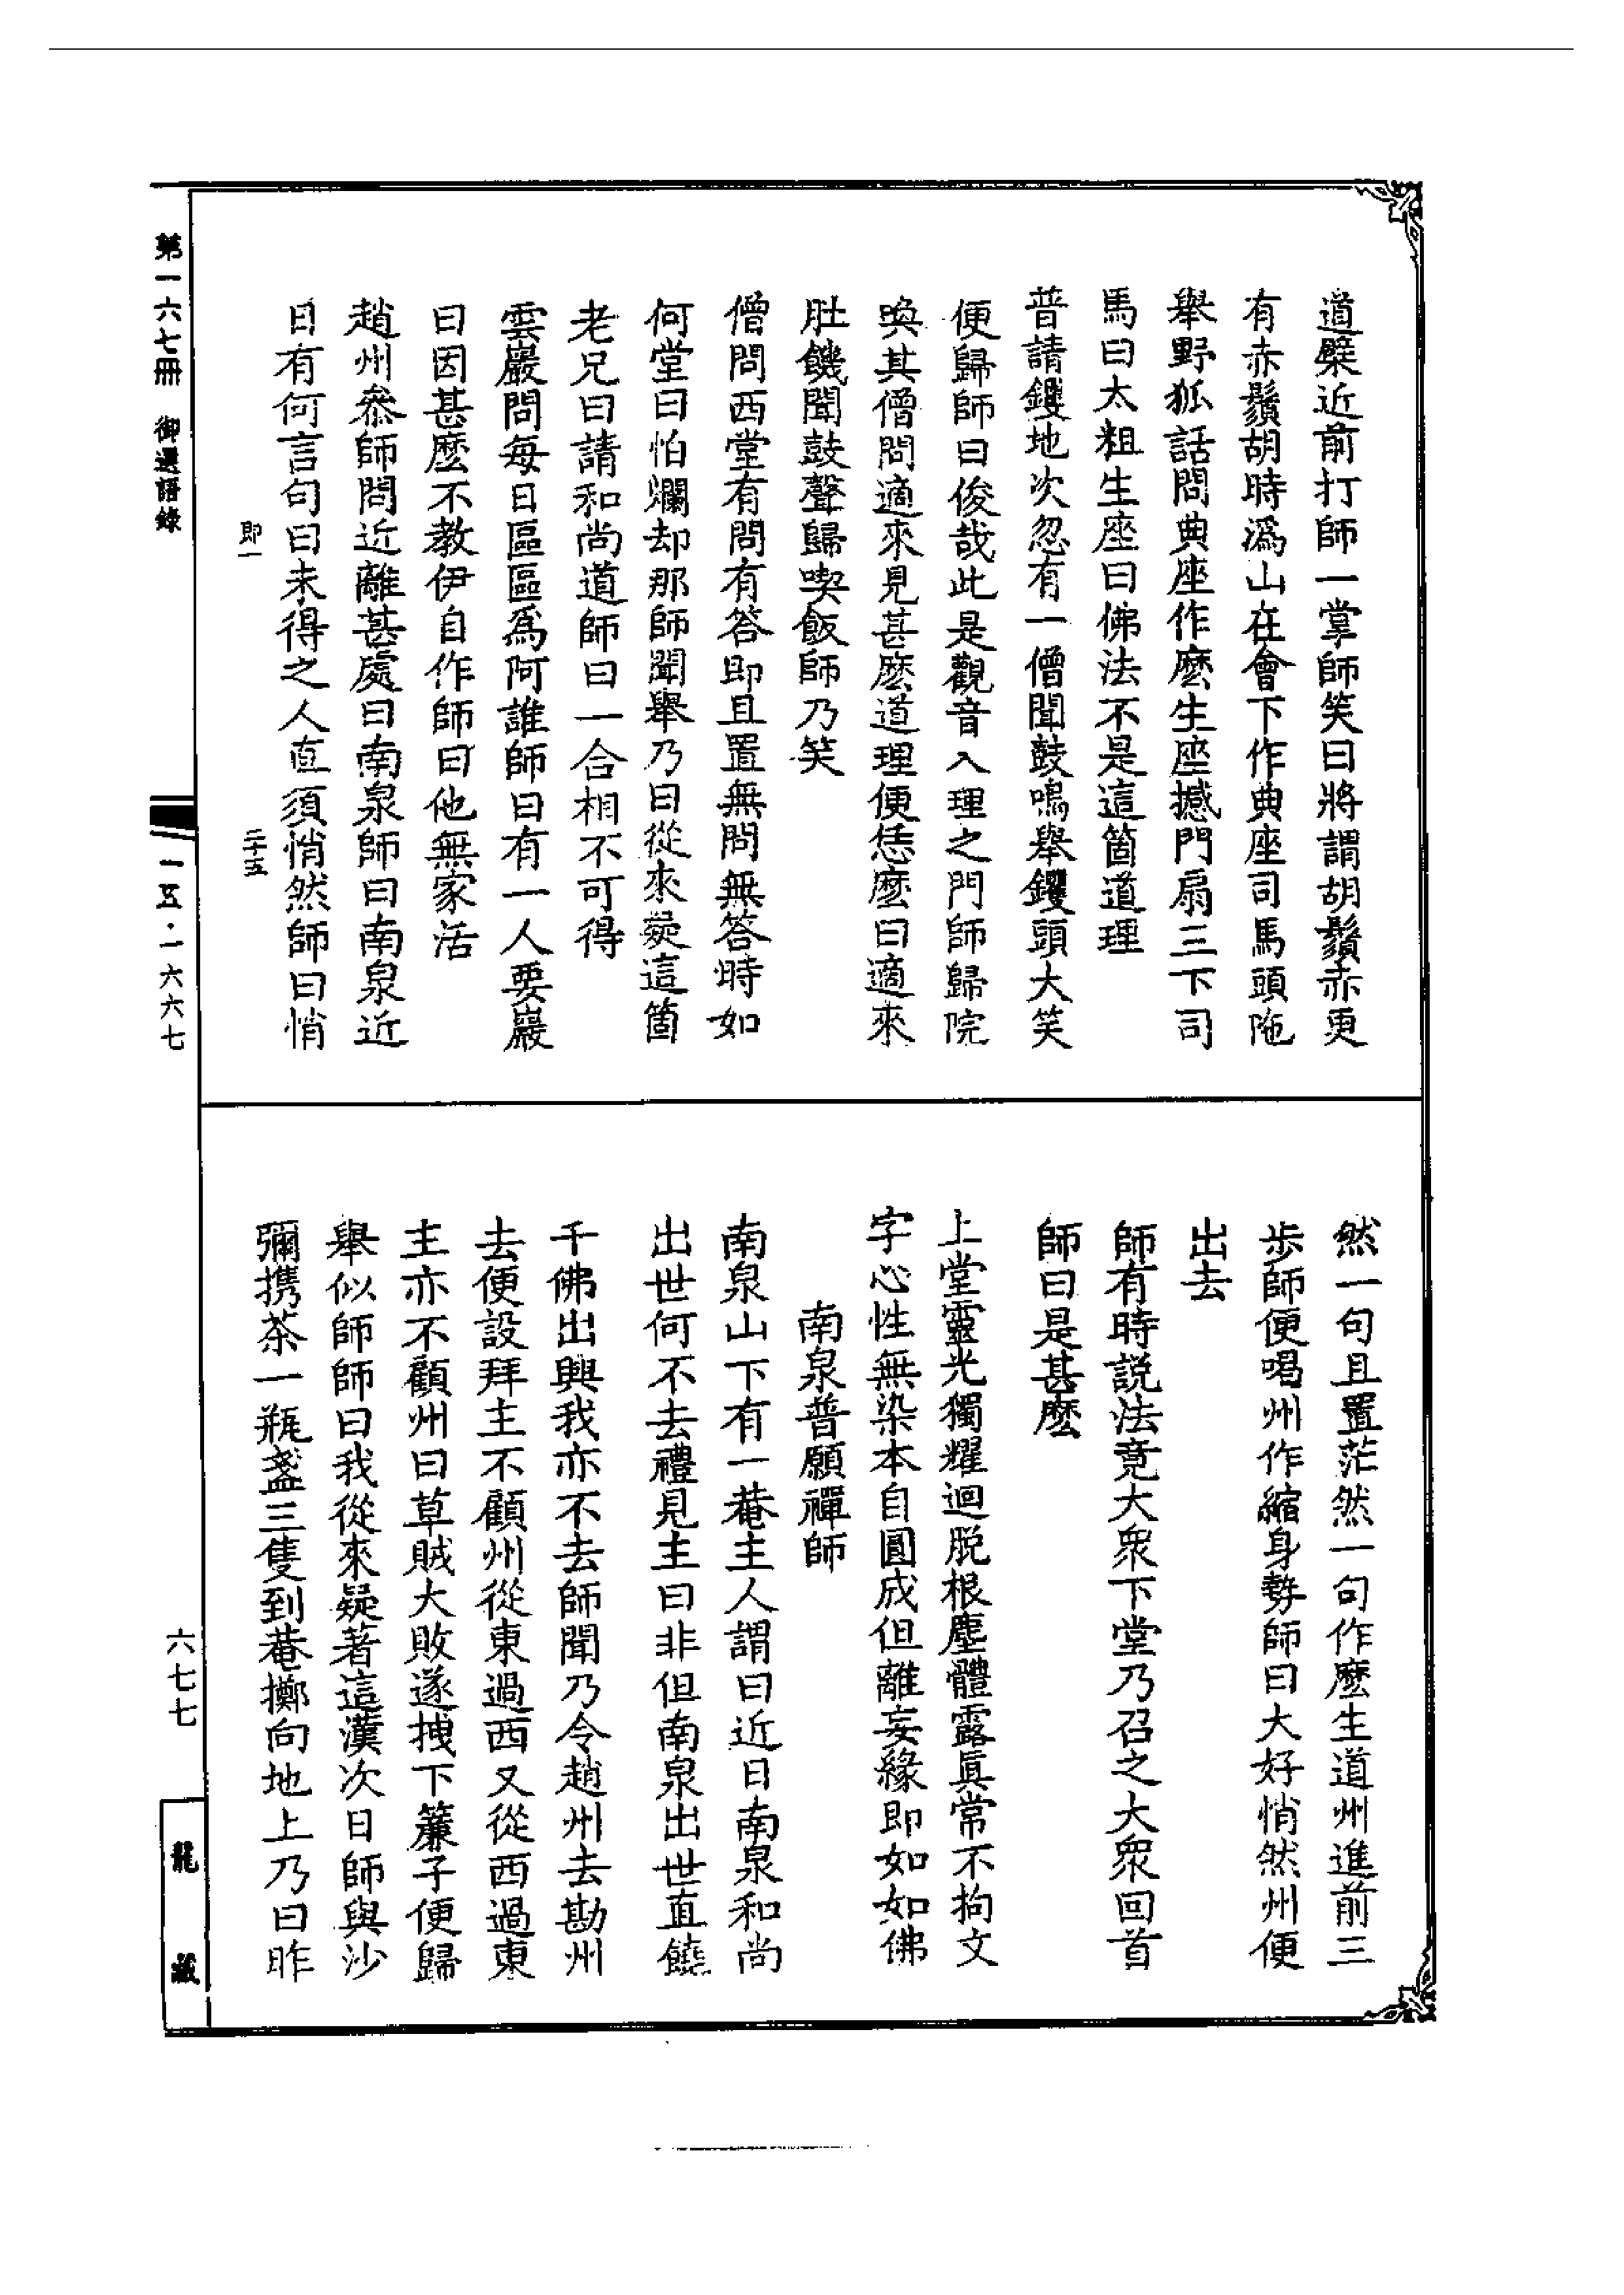 道檗近前打師一掌師笑曰將謂胡鬚赤更
有赤鬚胡時溈山在會下作典座司馬頭陁
舉野狐話問典座作麽生座撼門扇三下司
馬曰太粗生座曰佛法不是這箇道理
普請钁地次忽有一僧聞鼓鳴舉钁頭大笑
便歸師曰俊哉此是觀音入理之門師歸院
喚其僧問適來見甚麽道理便恁麽曰適來
肚饑聞鼓聲歸喫飯師乃笑
僧問西堂有問有答即且置無問無答時如
何堂曰怕爛却那師聞舉乃曰從來疑這箇
老兄曰請和尚道師曰一合相不可得
雲巖問每日區區爲阿誰師曰有一人要巖
曰因甚麽不教伊自作師曰他無家活
趙州叅師問近離甚處曰南泉師曰南泉近
日有何言句曰未得之人直須悄然師曰悄
即一 二十五
然一句且置茫然一句作麽生道州進前三
步師便喝州作縮身勢師曰大好悄然州便
出去
師有時説法竟大衆下堂乃召之大衆回首
師曰是甚麽
上堂靈光獨耀迥脱根塵體露眞常不拘文
字心性無染本自圓成但離妄緣即如如佛
南泉普願禪師
南泉山下有一菴主人謂曰近日南泉和尚
出世何不去禮見主曰非但南泉出世直饒
千佛出興我亦不去師聞乃令趙州去勘州
去便設拜主不顧州從東過西又從西過東
主亦不顧州曰草賊大敗遂拽下簾子便歸
舉似師師曰我從來疑著這漢次日師與沙
彌携茶一瓶盞三隻到菴擲向地上乃曰昨
第一六七冊 御選語錄
一五·一六六七
六七七
龍藏